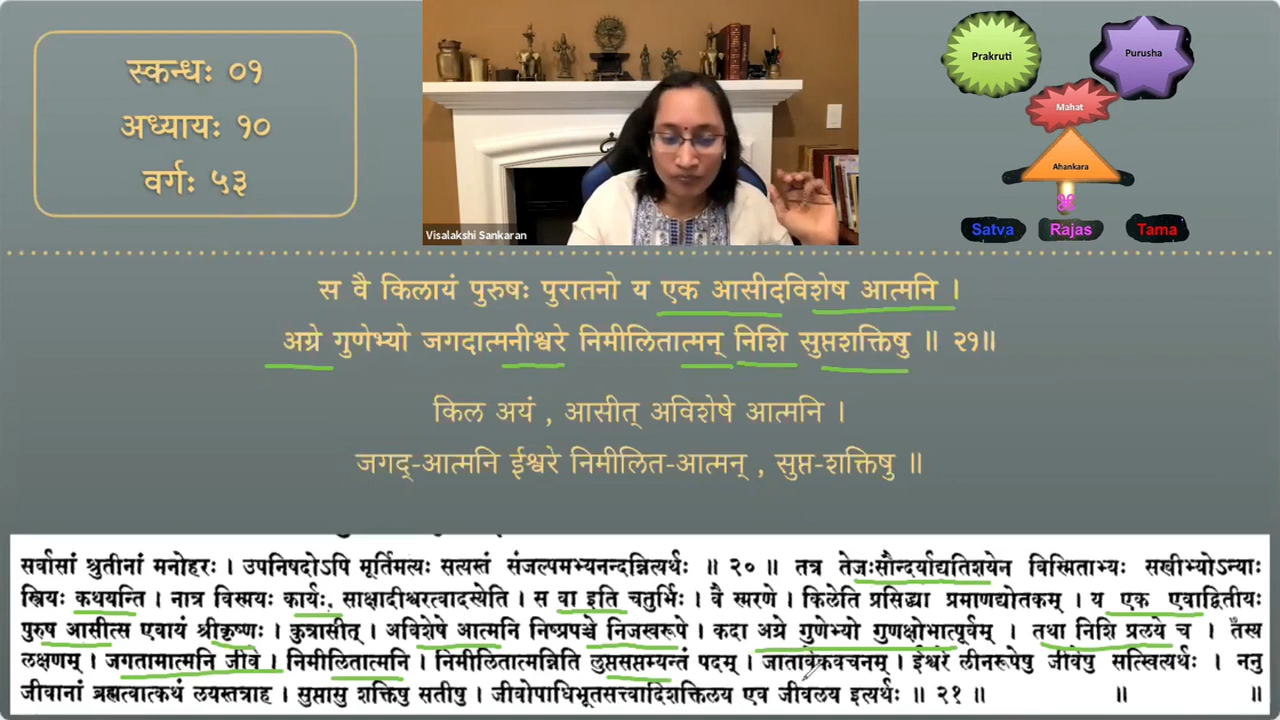 स्कन्धः ०१
अध्यायः १०
वर्गः ५३
Visalakshi Sankaran
Prakruti
Purusha
Mahat
Ahankara
Satva
Rajas
Tama
स वै किलायं पुरुषः पुरातनो य एक आसीदविशेष आत्मनि ।
अग्रे गुणेभ्यो जगदात्मनीश्वरे निमीलितात्मन् निशि सुप्तशक्तिषु ॥ २१॥
किल अयं , आसीत् अविशेषे आत्मनि ।
जगद्-आत्मनि ईश्वरे निमीलित-आत्मन् , सुप्त-शक्तिषु ॥
सर्वासां श्रुतीनां मनोहरः । उपनिषदोऽपि मूर्तिमत्यः सत्यस्तं संजल्पमभ्यनन्दन्नित्यर्थः ॥ २० ॥ तत्र तेजःसौन्दर्याद्यतिशयेन विस्मिताभ्यः सखीभ्योऽन्याः
स्त्रियः कथयन्ति । नात्र विस्मयः कार्यः, साक्षादीश्वरत्वादस्येति । स वा इति चतुर्भिः । वै स्मरणे । किलेति प्रसिद्ध्या प्रमाणद्योतकम् । य एक एवाद्वितीयः
पुरुष आसीत्स एवायं श्रीकृष्णः । कुत्रासीत् । अविशेषे आत्मनि निष्प्रपञ्चे निजस्वरूपे । कदा अग्रे गुणेभ्यो गुणक्षोभात्पूर्वम् । तथा निशि प्रलये च । तस्य
लक्षणम् । जगतामात्मनि जीवे । निमीलितात्मनि । निमीलितात्मन्निति लुप्तसप्तम्यन्तं पदम् । जातावेकवचनम् । ईश्वरे लीनरूपेषु जीवेषु सत्स्वित्यर्थः । ननु
जीवानां ब्रह्मत्वात्कथं लयस्तत्राह । सुप्तासु शक्तिषु सतीषु । जीवोपाधिभूतसत्त्वादिशक्तिलय एव जीवलय इत्यर्थः ॥ २१ ॥ ॥ ॥